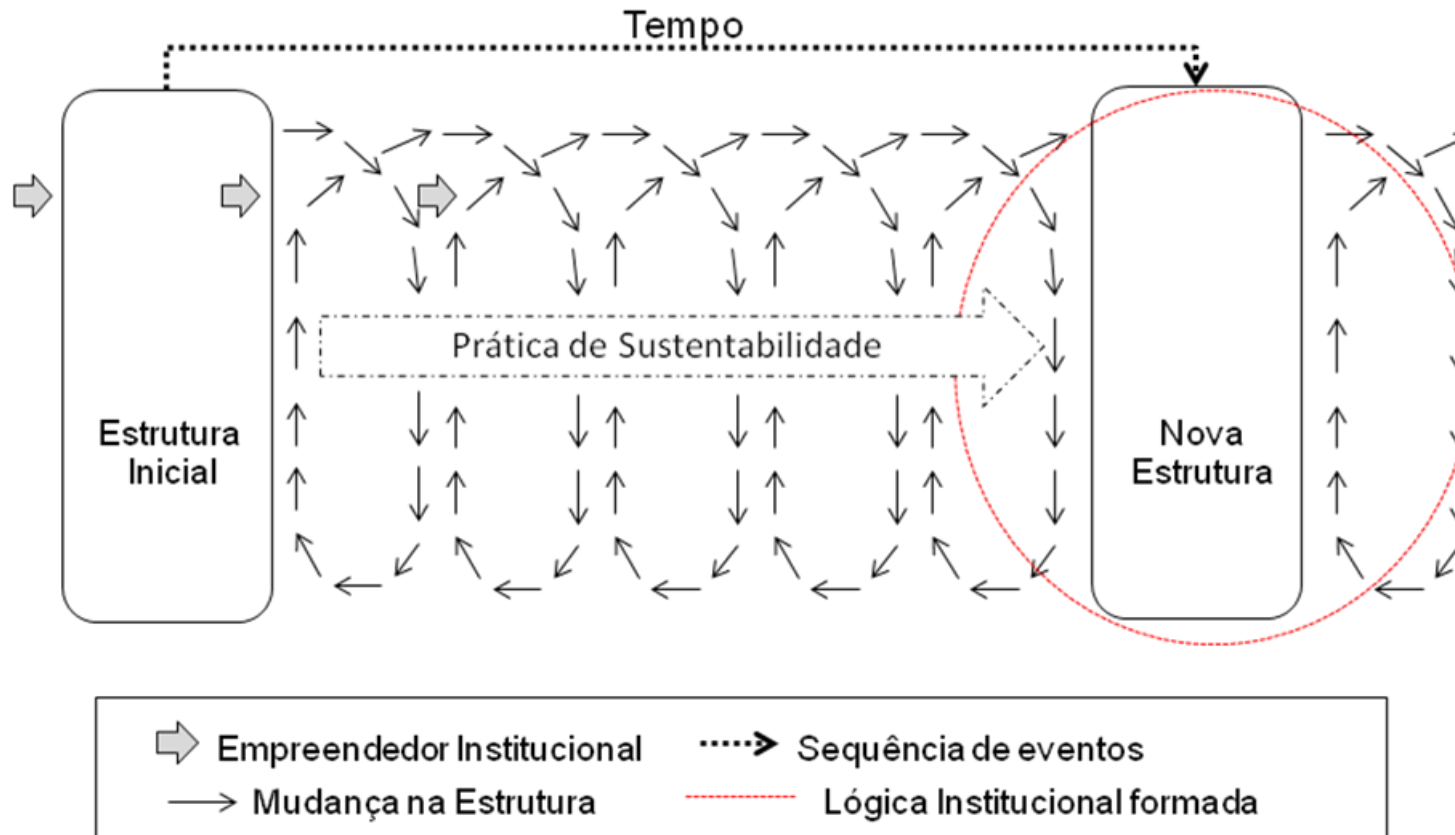 Tempo
Prática de Sustentabilidade
Estrutura
Inicial
Nova
Estrutura
Empreendedor Institucional
Sequência de eventos
Mudança na Estrutura
Lógica Institucional formada